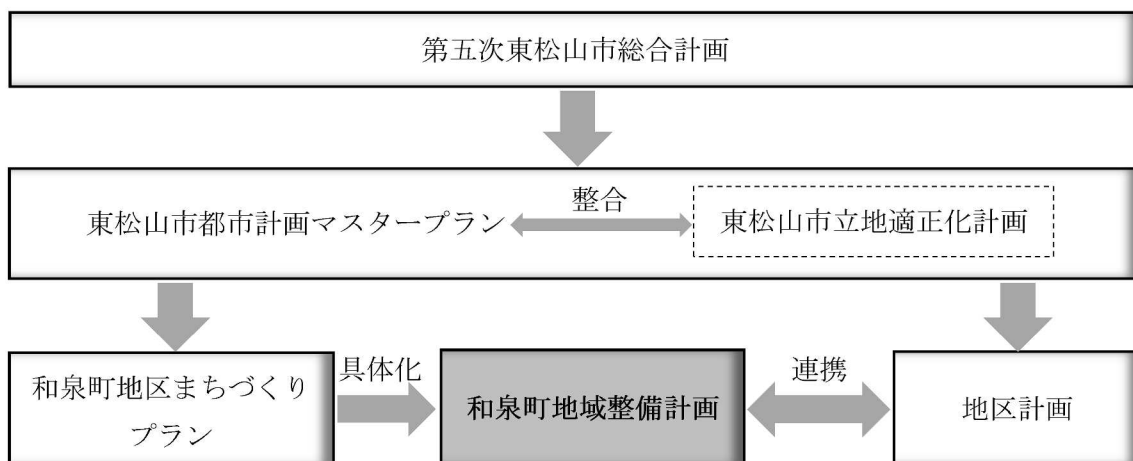 第五次東松山市総合計画
整合
東松山市都市計画マスタープラン
東松山市立地適正化計画
和泉町地区まちづくり
プラン
具体化
和泉町地域整備計画
連携
地区計画